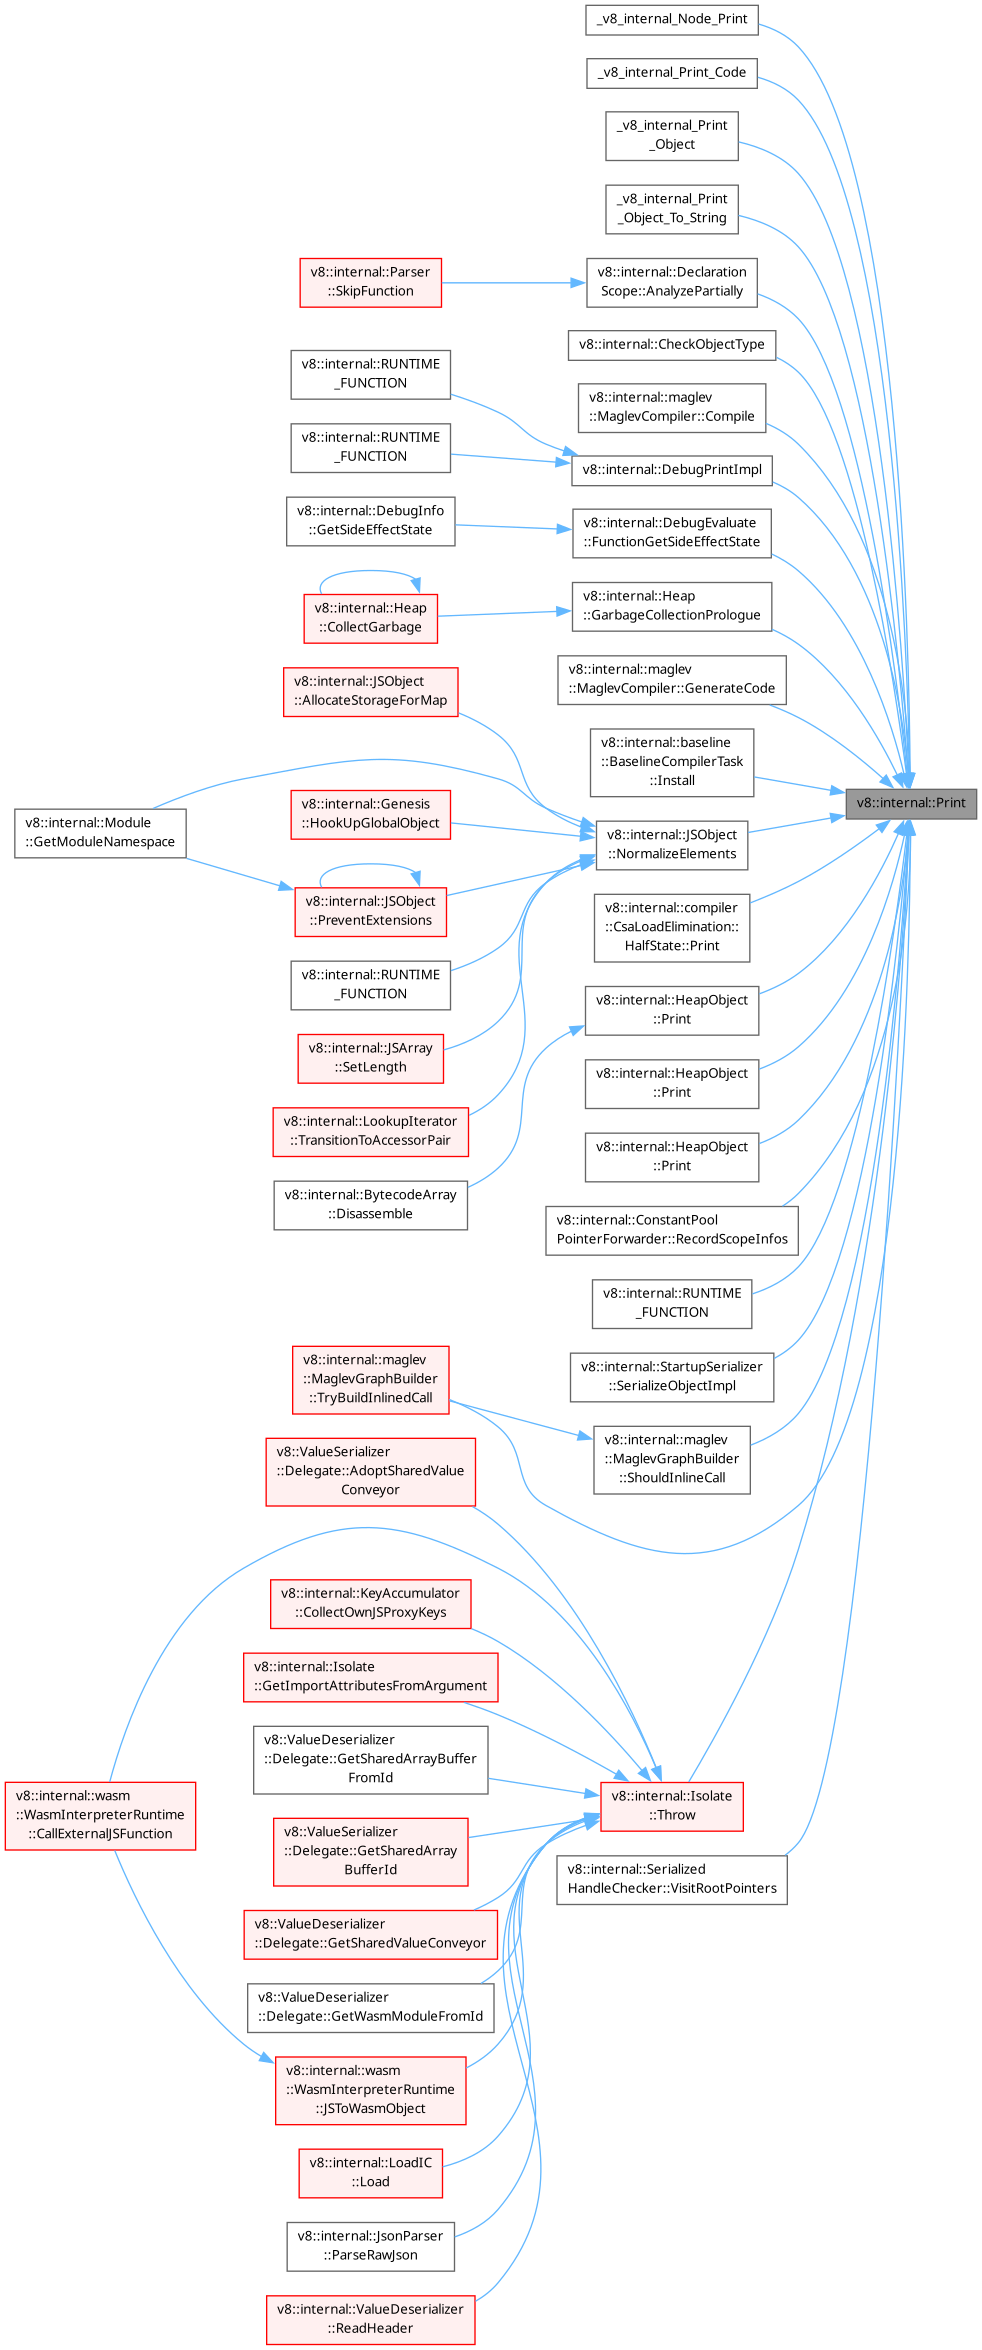 _v8_internal_Node_Print
_v8_internal_Print_Code
_v8_internal_Print
_Object
_v8_internal_Print
_Object_To_String
v8::internal::Parser
::SkipFunction
v8::internal::Declaration
Scope::AnalyzePartially
v8::internal::CheckObjectType
v8::internal::RUNTIME
_FUNCTION
v8::internal::maglev
::MaglevCompiler::Compile
v8::internal::RUNTIME
_FUNCTION
v8::internal::DebugPrintImpl
v8::internal::DebugInfo
::GetSideEffectState
v8::internal::DebugEvaluate
::FunctionGetSideEffectState
v8::internal::Heap
::CollectGarbage
v8::internal::Heap
::GarbageCollectionPrologue
v8::internal::JSObject
::AllocateStorageForMap
v8::internal::maglev
::MaglevCompiler::GenerateCode
v8::internal::baseline
::BaselineCompilerTask
::Install
v8::internal::Print
v8::internal::Module
::GetModuleNamespace
v8::internal::Genesis
::HookUpGlobalObject
v8::internal::JSObject
::NormalizeElements
v8::internal::JSObject
::PreventExtensions
v8::internal::compiler
::CsaLoadElimination::
HalfState::Print
v8::internal::RUNTIME
_FUNCTION
v8::internal::HeapObject
::Print
v8::internal::JSArray
::SetLength
v8::internal::HeapObject
::Print
v8::internal::LookupIterator
::TransitionToAccessorPair
v8::internal::HeapObject
::Print
v8::internal::BytecodeArray
::Disassemble
v8::internal::ConstantPool
PointerForwarder::RecordScopeInfos
v8::internal::RUNTIME
_FUNCTION
v8::internal::maglev
::MaglevGraphBuilder
::TryBuildInlinedCall
v8::internal::StartupSerializer
::SerializeObjectImpl
v8::ValueSerializer
::Delegate::AdoptSharedValue
Conveyor
v8::internal::maglev
::MaglevGraphBuilder
::ShouldInlineCall
v8::internal::KeyAccumulator
::CollectOwnJSProxyKeys
v8::internal::Isolate
::GetImportAttributesFromArgument
v8::ValueDeserializer
::Delegate::GetSharedArrayBuffer
FromId
v8::internal::wasm
::WasmInterpreterRuntime
::CallExternalJSFunction
v8::internal::Isolate
::Throw
v8::ValueSerializer
::Delegate::GetSharedArray
BufferId
v8::internal::Serialized
HandleChecker::VisitRootPointers
v8::ValueDeserializer
::Delegate::GetSharedValueConveyor
v8::ValueDeserializer
::Delegate::GetWasmModuleFromId
v8::internal::wasm
::WasmInterpreterRuntime
::JSToWasmObject
v8::internal::LoadIC
::Load
v8::internal::JsonParser
::ParseRawJson
v8::internal::ValueDeserializer
::ReadHeader